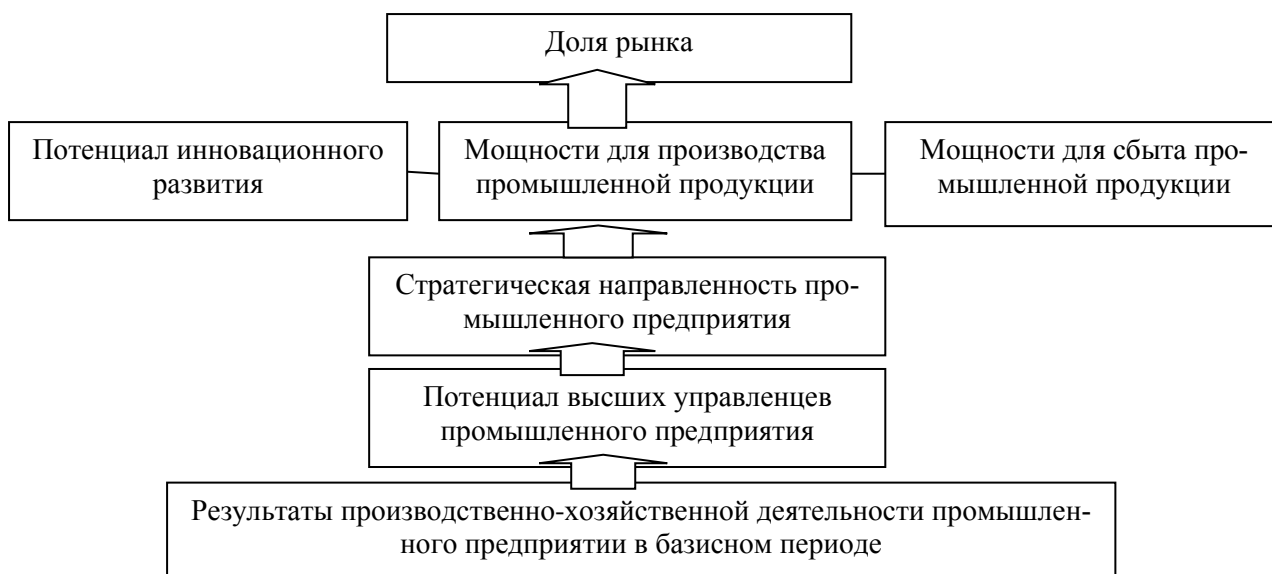 Доля рынка
Потенциал инновационного
развития
Мощности для производства
промышленной продукции
Мощности для сбыта про-
мышленной продукции
Стратегическая направленность про-
мышленного предприятия
Потенциал высших управленцев
промышленного предприятия
Результаты производственно-хозяйственной деятельности промышлен-
ного предприятии в базисном периоде